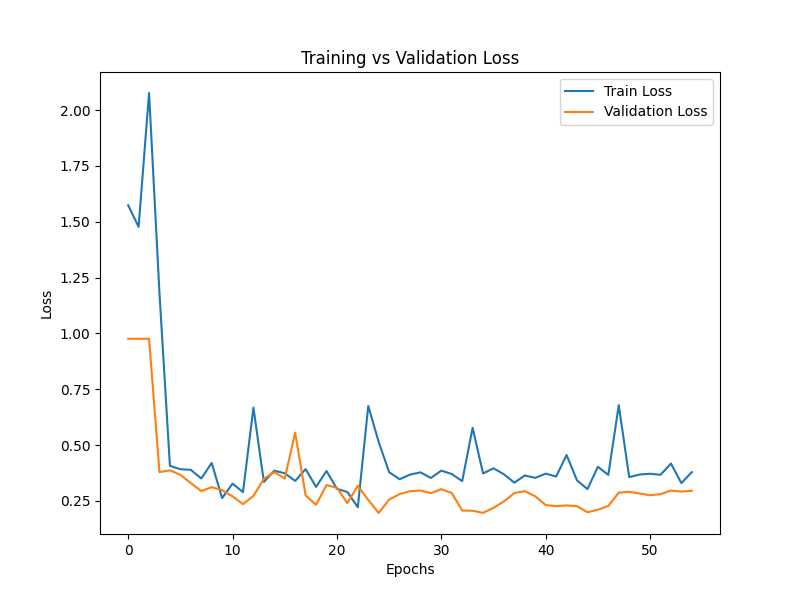 Training vs Validation Loss
Train Loss
Validation Loss
2.00
1.75
1.50
1.25
1.00
0.75
0.50
0.25
Loss
0 10 20 30 40 50
Epochs